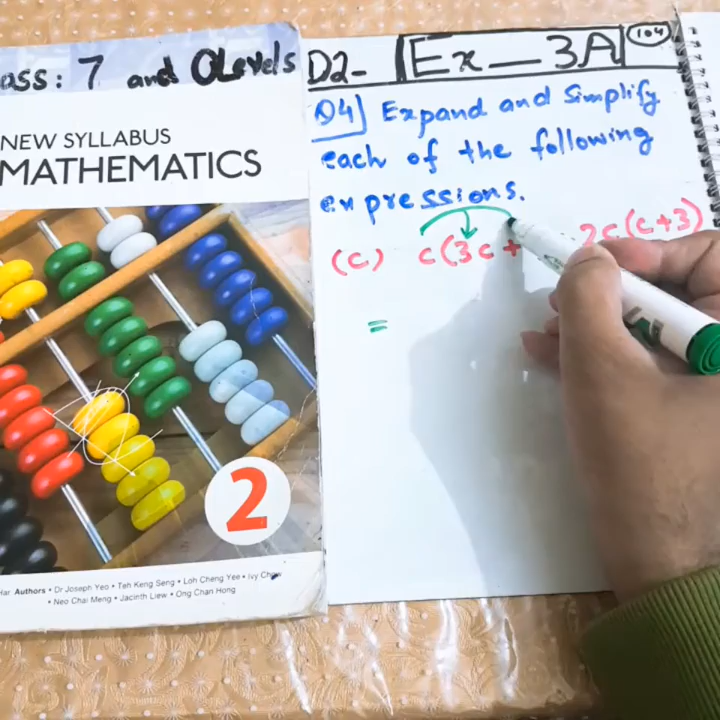 ass: 7 and OLevels
NEW SYLLABUS
MATHEMATICS
2
Authors • Dr Joseph Yeo • Teh Keng Seng • Loh Cheng Yee • Ivy Chow
• Neo Chai Meng • Jacinth Liew • Ong Chan Hong
D2- Ex — 3A 104
Q4) Expand and Simplify
each of the following
expressions.
(c) c(3c + 2c(c+3)
=